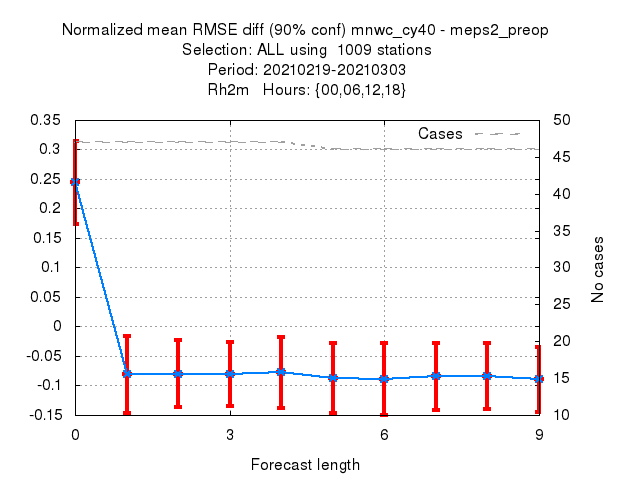 Normalized mean RMSE diff (90% conf) mnwc_cy40 - meps2_preop
Selection: ALL using  1009 stations
Period: 20210219-20210303
Rh2m   Hours: {00,06,12,18}
Cases
0.35
0.3
0.25
0.2
0.15
0.1
0.05
0
-0.05
-0.1
-0.15
50
45
40
35
30
25
20
15
10
No cases
0 3 6 9
Forecast length